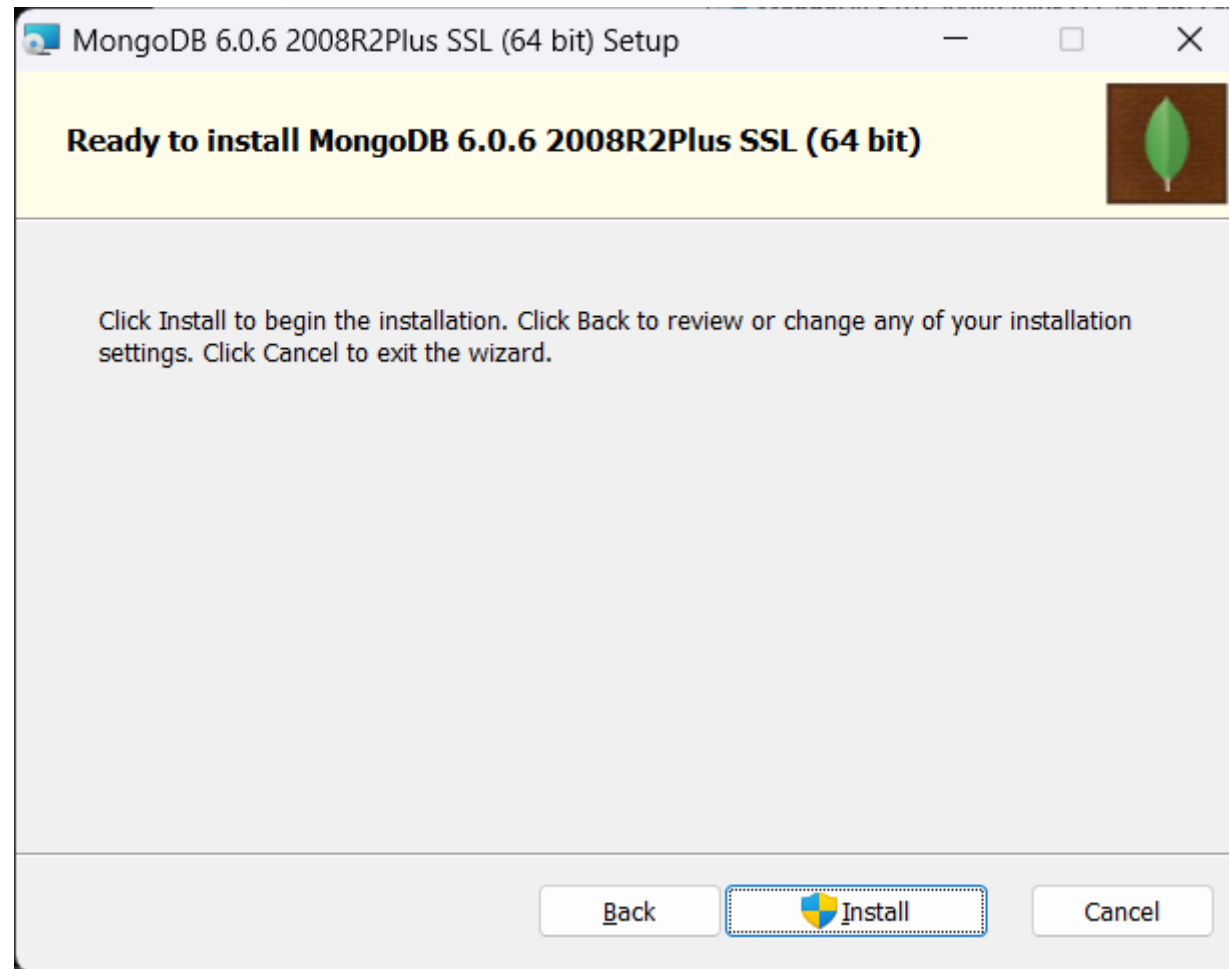 MongoDB 6.0.6 2008R2Plus SSL (64 bit) Setup
Ready to install MongoDB 6.0.6 2008R2Plus SSL (64 bit)
Click Install to begin the installation. Click Back to review or change any of your installation
settings. Click Cancel to exit the wizard.
Back
Install
Cancel